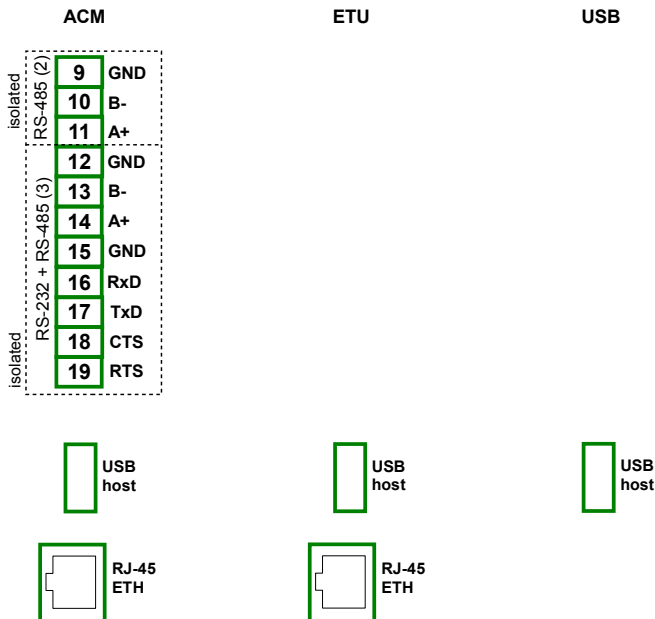 ACM
ETU
USB
isolated
RS-485 (2)
9 GND
10 B-
11 A+
isolated
RS-232 + RS-485 (3)
12 GND
13 B-
14 A+
15 GND
16 RxD
17 TxD
18 CTS
19 RTS
USB
host
USB
host
USB
host
RJ-45
ETH
RJ-45
ETH